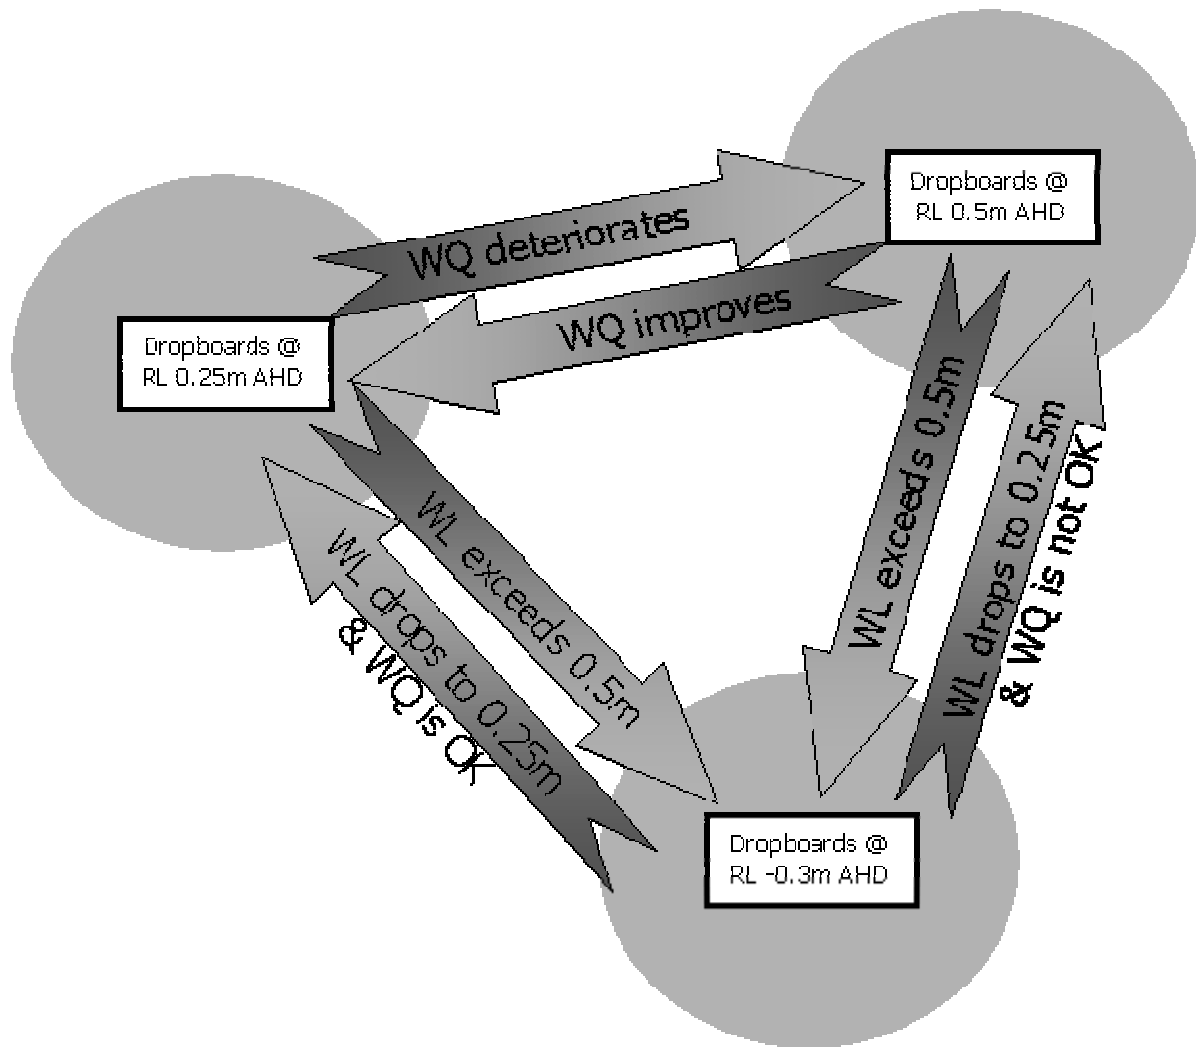 Dropboards @
RL 0.5m AHD
WQ deteriorates
WQ improves
Dropboards @
RL 0.25m AHD
WL exceeds 0.5m
WL drops to 0.25m
& WQ is not OK
WL exceeds 0.5m
WL drops to 0.25m
& WQ is OK
Dropboards @
RL -0.3m AHD